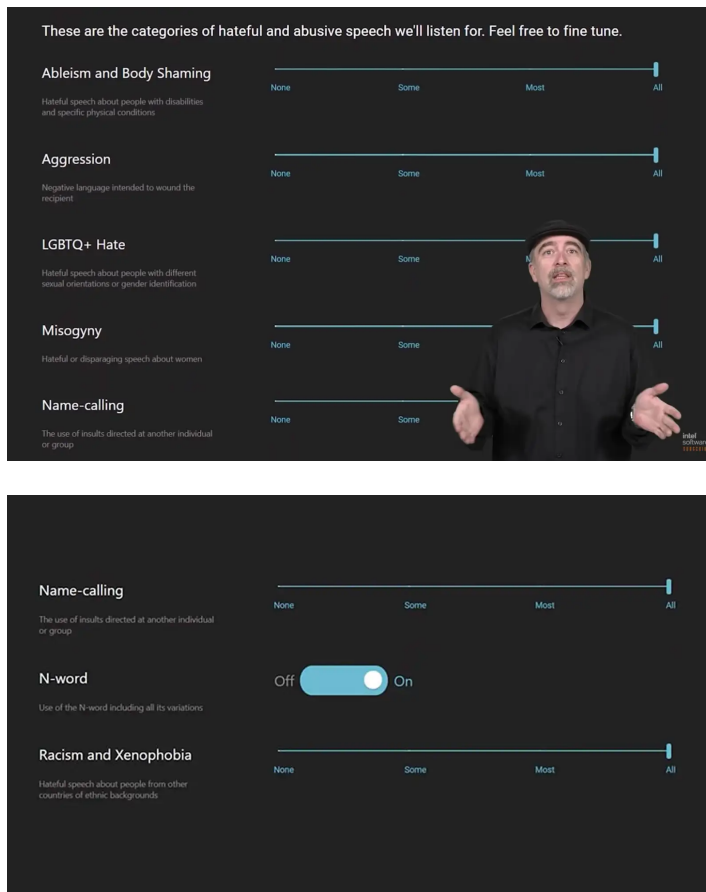 These are the categories of hateful and abusive speech we'll listen for. Feel free to fine tune.
Ableism and Body Shaming
None Some Most All
Hateful speech about people with disabilities
and specific physical conditions
Aggression
None Some Most All
Negative language intended to wound the
recipient
LGBTQ+ Hate
None Some M All
Hateful speech about people with different
sexual orientations or gender identification
Misogyny
None Some All
Hateful or disparaging speech about women
Name-calling
None Some
The use of insults directed at another individual
or group
intel
software
Name-calling
None Some Most All
The use of insults directed at another individual
or group
N-word
Off On
Use of the N-word including all its variations
Racism and Xenophobia
None Some Most All
Hateful speech about people from other
countries of ethnic backgrounds